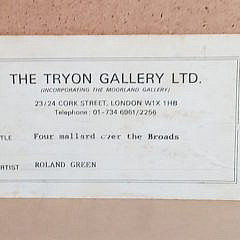 THE TRYON GALLERY LTD.
(INCORPORATING THE MOORLAND GALLERY)
23/24 CORK STREET, LONDON W1X 1HB
Telephone: 01-734 6961/2256
TLE Four mallard over the Broads
ARTIST ROLAND GREEN